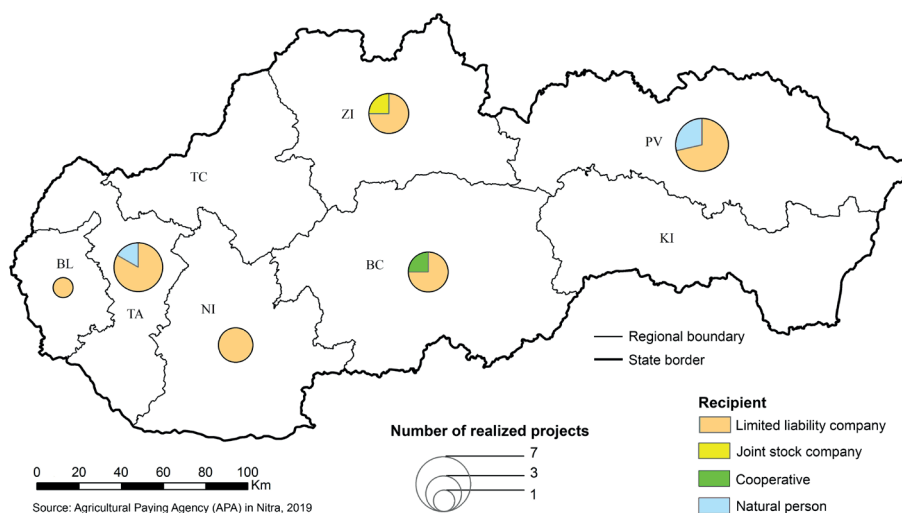 ZI
PV
TC
KI
BL
BC
TA
NI
Regional boundary
State border
Recipient
Limited liability company
Joint stock company
Cooperative
Natural person
Number of realized projects
7
3
1
0 20 40 60 80 100
Km
Source: Agricultural Paying Agency (APA) in Nitra, 2019